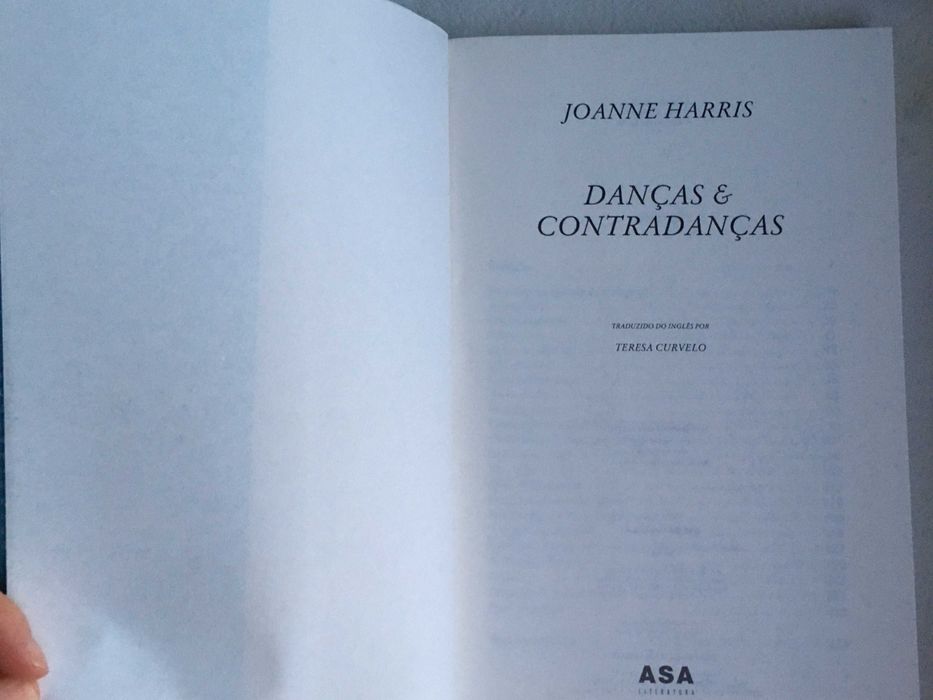 JOANNE HARRIS
DANÇAS &
CONTRADANÇAS
TRADUZIDO DO INGLÊS POR
TERESA CURVELO
ASA
LITERATURA